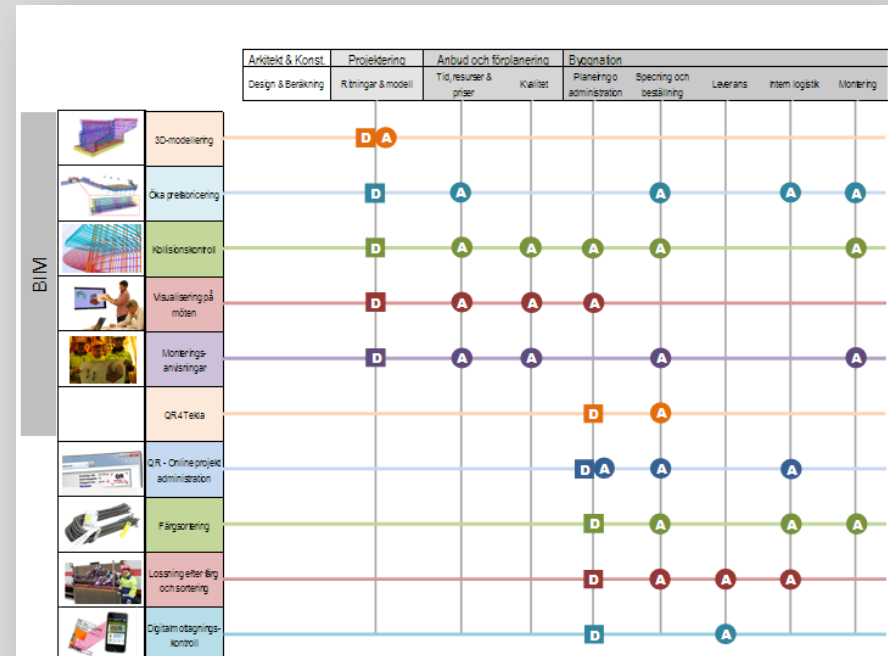 Arkitekt & Konst. Projektering Anbud och förplanering Byggnation
Design & Beräkning Ritningar & modell Tid, resurser & priser Kvalitet Planering o administration Specning och beställning Leverans Intern logistik Montering
BIM
3D-modellering D A
Öka prefabricering D A A A A
Kollisionskontroll D A A A A A
Visualisering på möten D A A A
Monterings-anvisningar D A A A A
QR4Tekla D A
QR - Online projekt administration D A A A
Färgsortering D A A A
Lossning efter färg och sortering D A A A
Digital mottagnings-kontroll D A